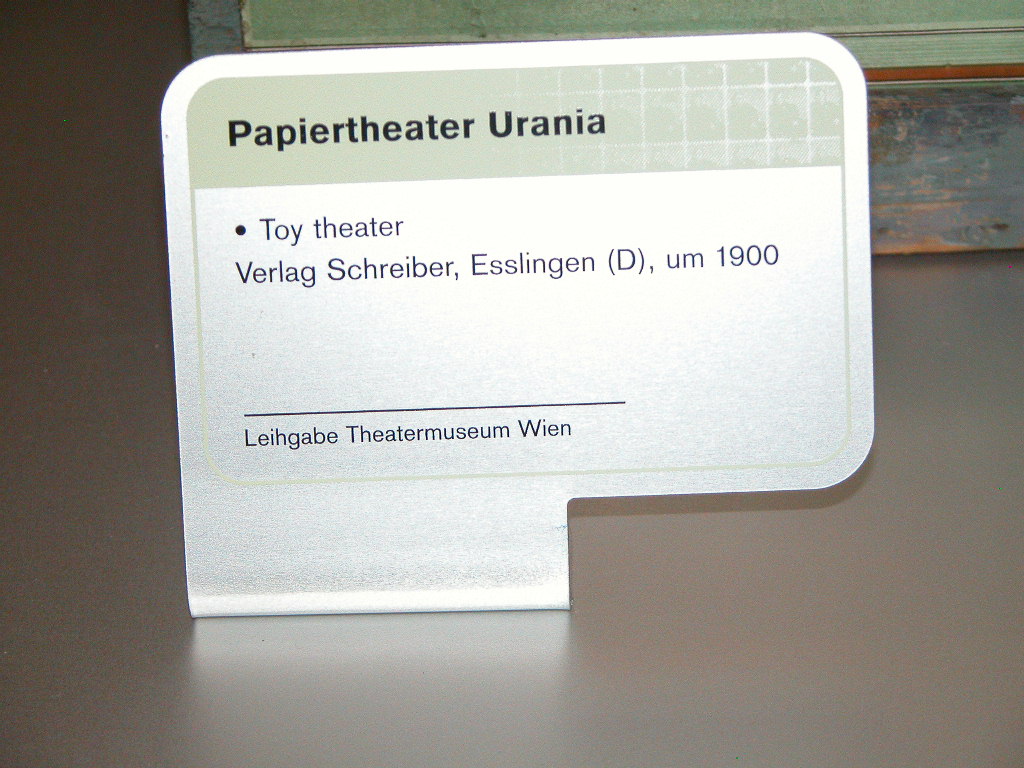 Papiertheater Urania
• Toy theater
Verlag Schreiber, Esslingen (D), um 1900
Leihgabe Theatermuseum Wien